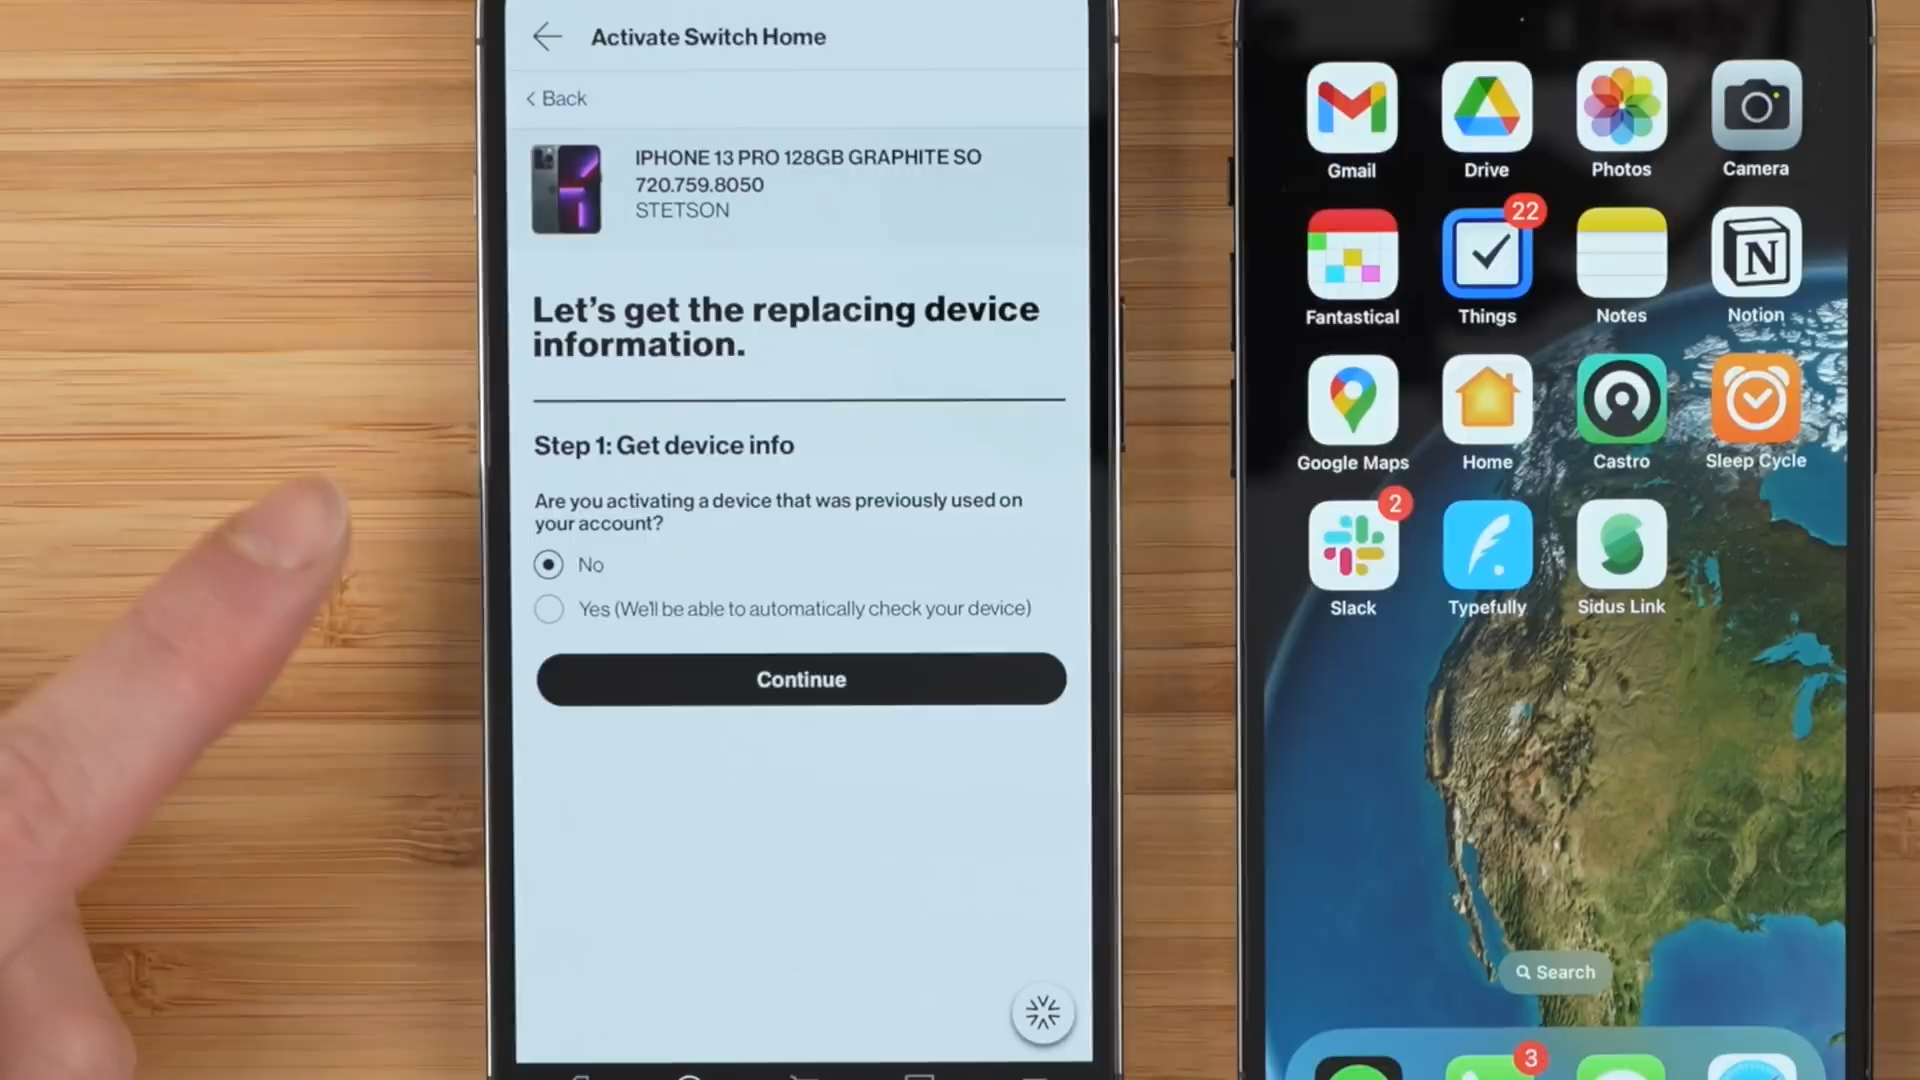 Activate Switch Home
< Back
IPHONE 13 PRO 128GB GRAPHITE SO
720.759.8050
STETSON
Let's get the replacing device
information.
Step 1: Get device info
Are you activating a device that was previously used on
your account?
No
Yes (We'll be able to automatically check your device)
Continue
Gmail
Drive
Photos
Camera
22
Fantastical
Things
Notes
N
Notion
Google Maps
Home
Castro
Sleep Cycle
2
Slack
Typefully
Sidus Link
Search
3